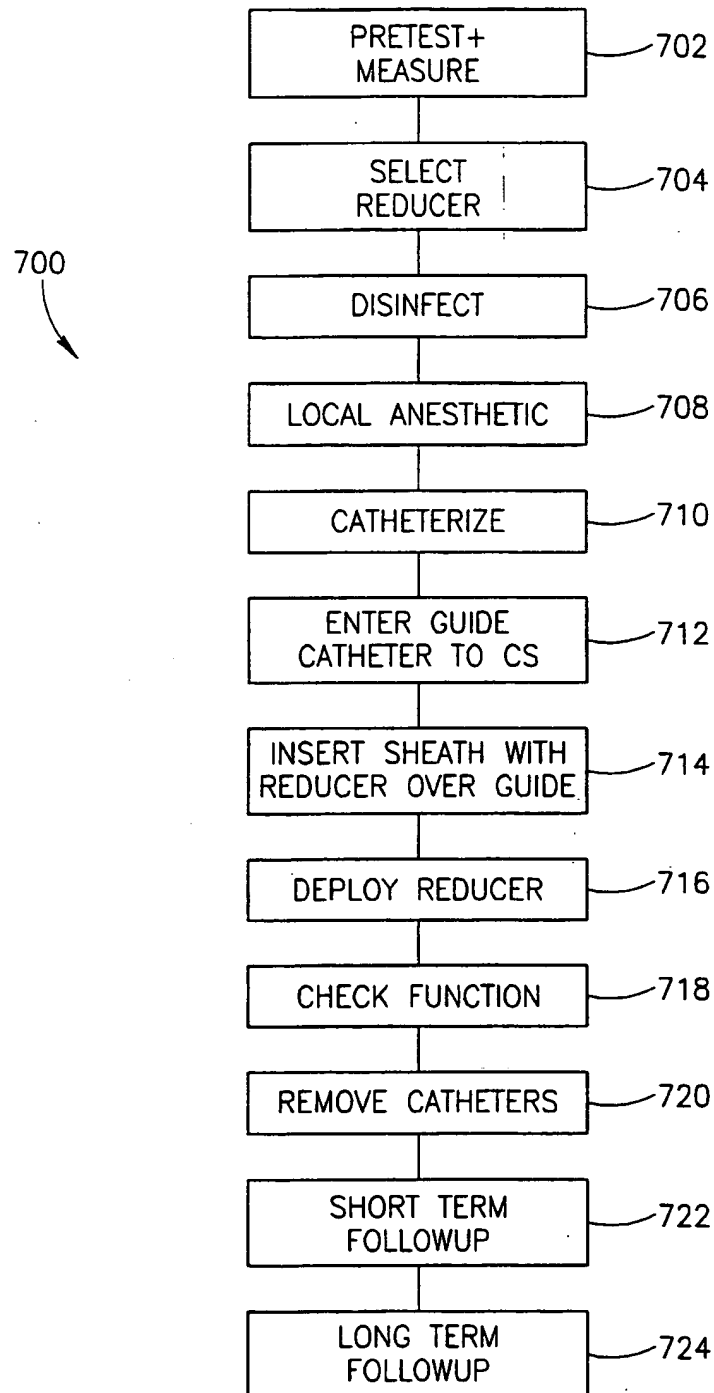 PRETEST+
MEASURE
702
SELECT
REDUCER
704
700
DISINFECT
706
LOCAL ANESTHETIC
708
CATHETERIZE
710
ENTER GUIDE
CATHETER TO CS
712
INSERT SHEATH WITH
REDUCER OVER GUIDE
714
DEPLOY REDUCER
716
CHECK FUNCTION
718
REMOVE CATHETERS
720
SHORT TERM
FOLLOWUP
722
LONG TERM
FOLLOWUP
724